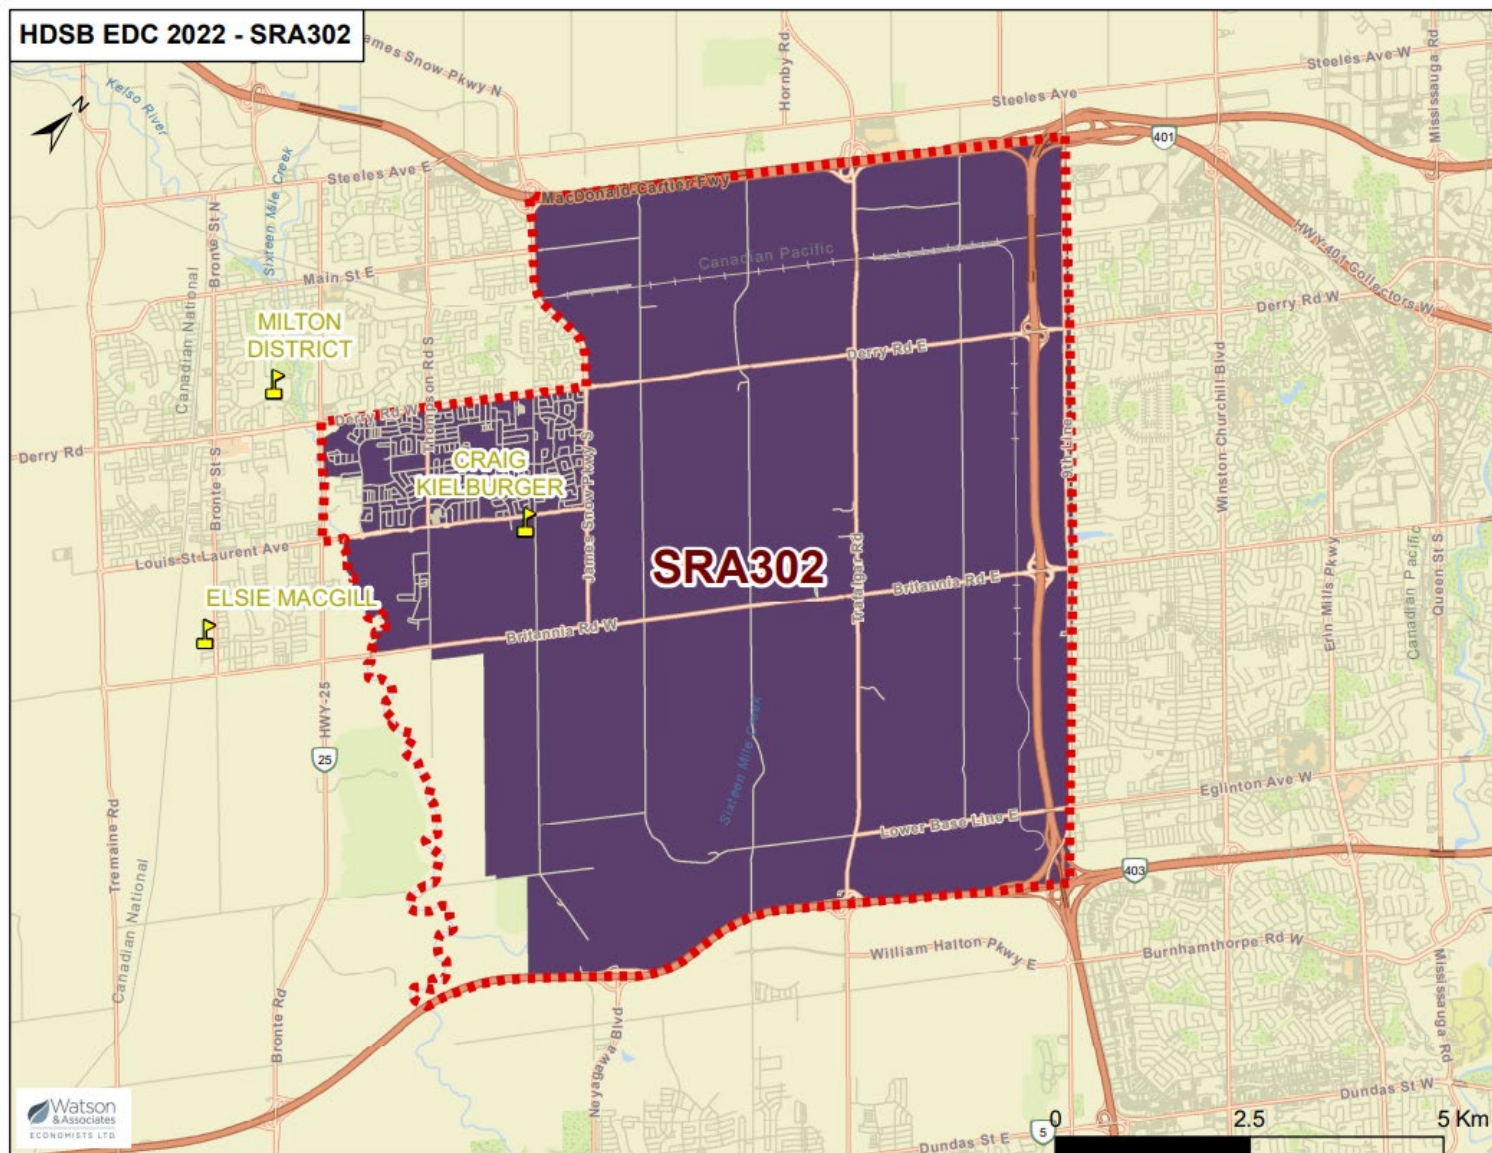 HDSB EDC 2022 - SRA302
James Snow Pkwy N
Hornby Rd
Steeles Ave W
Mississauga Rd
Steeles Ave
Kelso River
N
401
Steeles Ave E
MacDonald-Cartier Fwy
Sixteen Mile Creek
Bronte St N
HWY-401 Collectors W
Canadian Pacific
Main St E
Canadian National
Derry Rd W
MILTON
DISTRICT
Thompson Rd S
Derry Rd E
Winston Churchill Blvd
Derry Rd W
Derry Rd
CRAIG
KIELBURGER
9th Line
Bronte St S
James Snow Pkwy S
Louis St Laurent Ave
SRA302
Trafalgar Rd
Britannia Rd E
Erin Mills Pkwy
Canadian Pacific
Queen St S
ELSIE MACGILL
Britannia Rd W
HWY-25
25
Sixteen Mile Creek
Eglinton Ave W
Lower Base Line E
Tremaine Rd
403
Canadian National
William Halton Pkwy E
Burnhamthorpe Rd W
Mississauga Rd
Bronte Rd
Neyagawa Blvd
Dundas St W
Watson
& Associates
ECONOMISTS LTD.
Dundas St E
5
0 2.5 5 Km